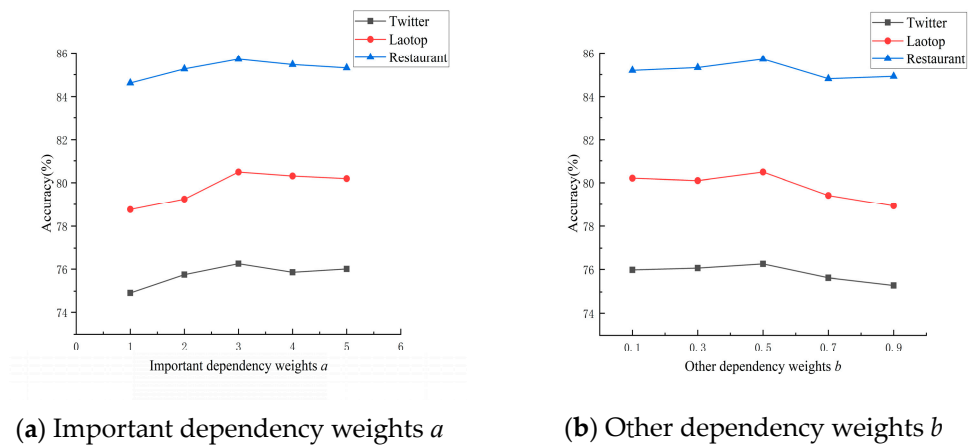 Twitter
Laotop
Restaurant
86
84
82
80
78
76
74
Accuracy(%)
0 1 2 3 4 5 6
Important dependency weights a
(a) Important dependency weights a
Twitter
Laotop
Restaurant
86
84
82
80
78
76
74
Accuracy(%)
0.1 0.3 0.5 0.7 0.9
Other dependency weights b
(b) Other dependency weights b